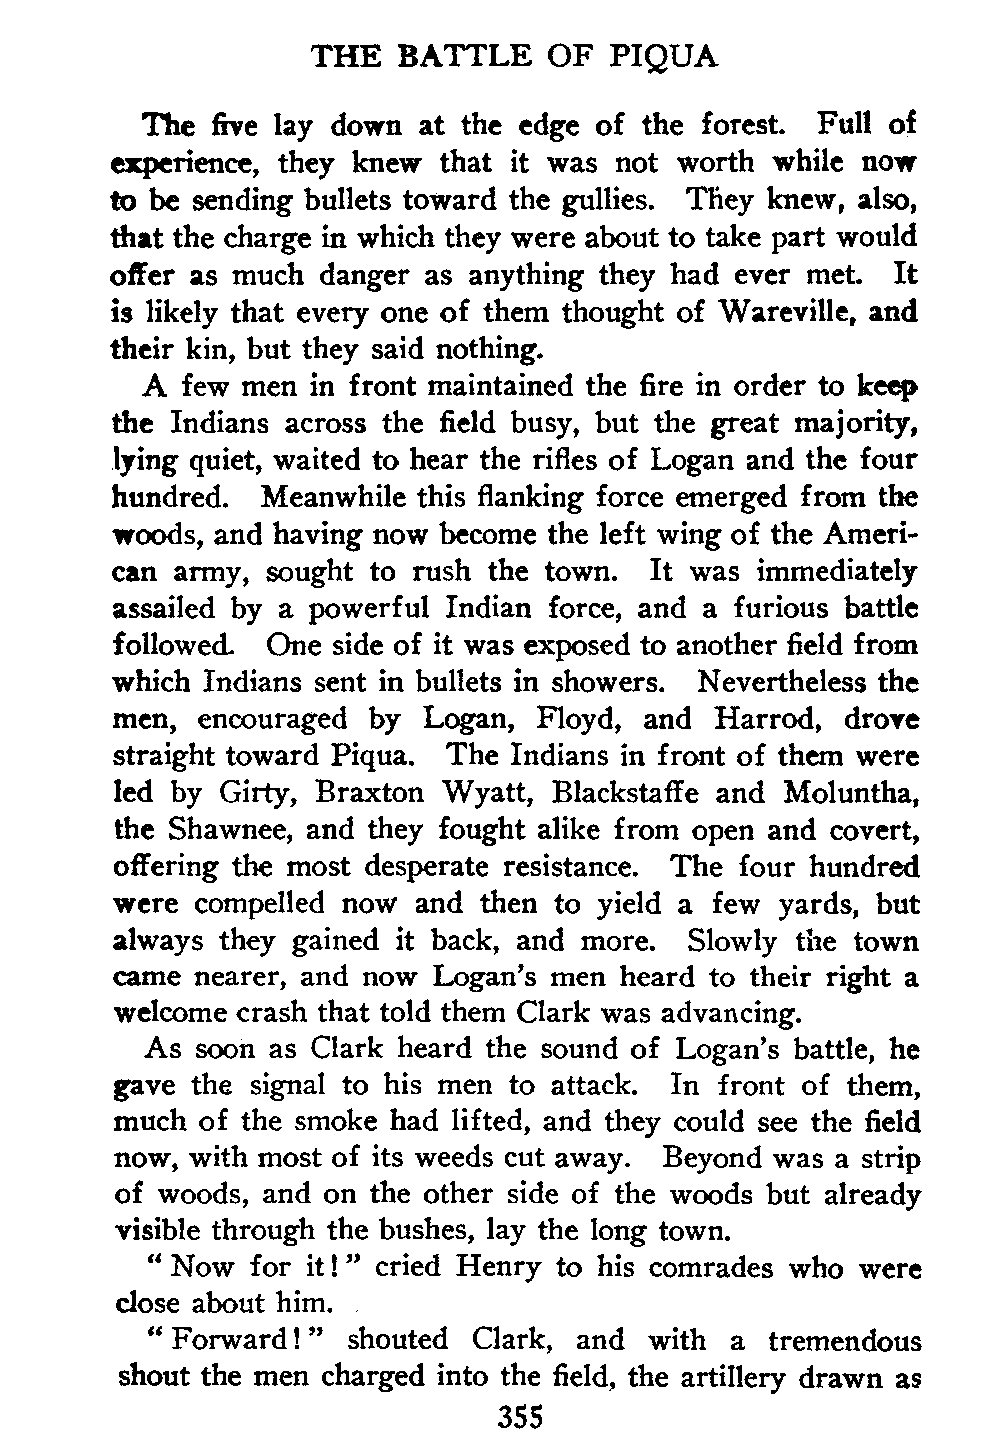 THE BATTLE OF PIQUA
The five lay down at the edge of the forest. Full of
experience, they knew that it was not worth while now
to be sending bullets toward the gullies. They knew, also,
that the charge in which they were about to take part would
offer as much danger as anything they had ever met. It
is likely that every one of them thought of Wareville, and
their kin, but they said nothing.
A few men in front maintained the fire in order to keep
the Indians across the field busy, but the great majority,
lying quiet, waited to hear the rifles of Logan and the four
hundred. Meanwhile this flanking force emerged from the
woods, and having now become the left wing of the Ameri-
can army, sought to rush the town. It was immediately
assailed by a powerful Indian force, and a furious battle
followed. One side of it was exposed to another field from
which Indians sent in bullets in showers. Nevertheless the
men, encouraged by Logan, Floyd, and Harrod, drove
straight toward Piqua. The Indians in front of them were
led by Girty, Braxton Wyatt, Blackstaffe and Moluntha,
the Shawnee, and they fought alike from open and covert,
offering the most desperate resistance. The four hundred
were compelled now and then to yield a few yards, but
always they gained it back, and more. Slowly the town
came nearer, and now Logan's men heard to their right a
welcome crash that told them Clark was advancing.
As soon as Clark heard the sound of Logan's battle, he
gave the signal to his men to attack. In front of them,
much of the smoke had lifted, and they could see the field
now, with most of its weeds cut away. Beyond was a strip
of woods, and on the other side of the woods but already
visible through the bushes, lay the long town.
“Now for it!” cried Henry to his comrades who were
close about him.
“Forward!” shouted Clark, and with a tremendous
shout the men charged into the field, the artillery drawn as
355